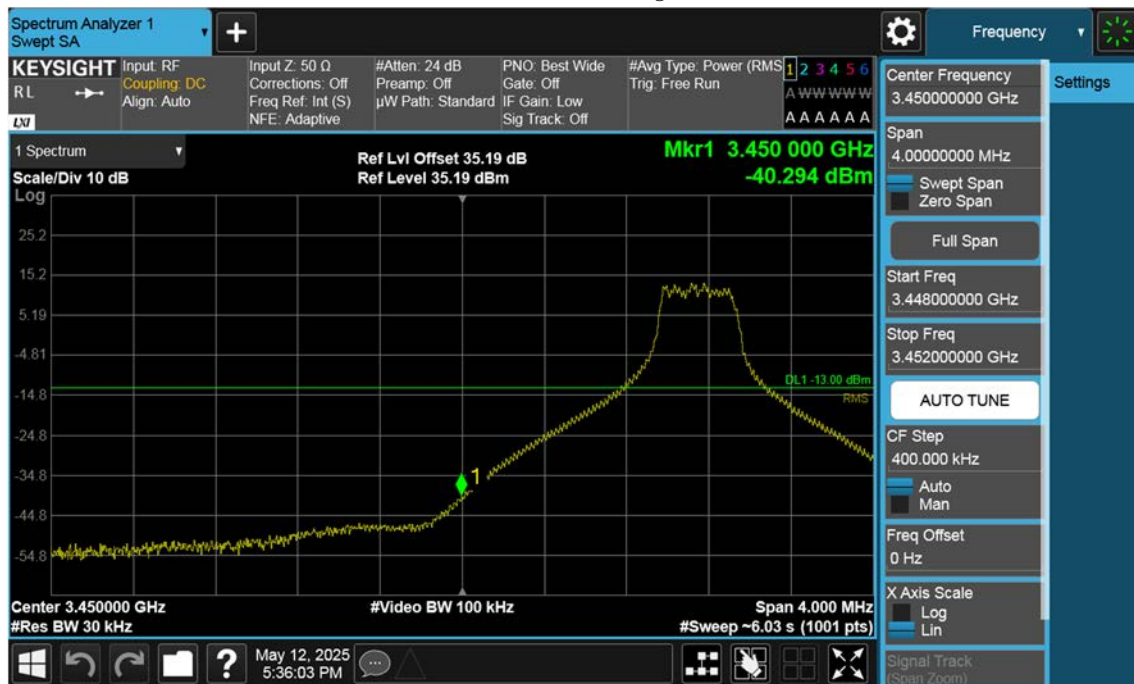 Spectrum Analyzer 1
Swept SA
+
Frequency
KEYSIGHT
RL
LXI
Input: RF
Coupling: DC
Align: Auto
Input Z: 50 Ω
Corrections: Off
Freq Ref: Int (S)
NFE: Adaptive
#Atten: 24 dB
Preamp: Off
µW Path: Standard
PNO: Best Wide
Gate: Off
IF Gain: Low
Sig Track: Off
#Avg Type: Power (RMS
Trig: Free Run
1 2 3 4 5 6
A W W W W W
A A A A A A
1 Spectrum
Scale/Div 10 dB
Ref Lvl Offset 35.19 dB
Ref Level 35.19 dBm
Mkr1 3.450 000 GHz
-40.294 dBm
Log
25.2
15.2
5.19
-4.81
-14.8
-24.8
-34.8
-44.8
-54.8
DL1 -13.00 dBm
RMS
1
Center 3.450000 GHz
#Res BW 30 kHz
#Video BW 100 kHz
Span 4.000 MHz
#Sweep ~6.03 s (1001 pts)
Center Frequency
3.450000000 GHz
Settings
Span
4.00000000 MHz
Swept Span
Zero Span
Full Span
Start Freq
3.448000000 GHz
Stop Freq
3.452000000 GHz
AUTO TUNE
CF Step
400.000 kHz
Auto
Man
Freq Offset
0 Hz
X Axis Scale
Log
Lin
Signal Track
(Span Zoom)
?
May 12, 2025
5:36:03 PM